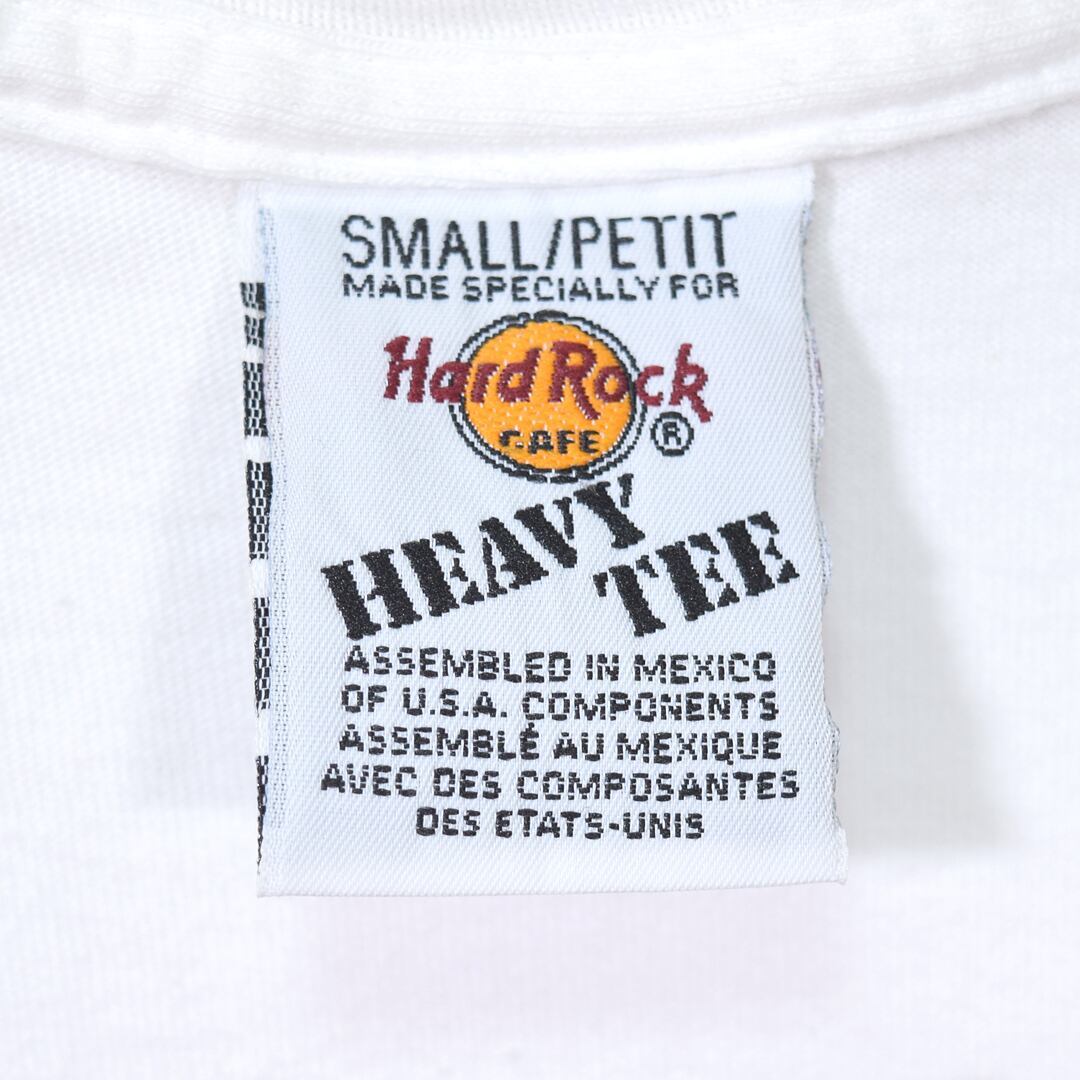 SMALL/PETIT
MADE SPECIALLY FOR
Hard Rock
CAFE
®
HEAVY
TEE
ASSEMBLED IN MEXICO
OF U.S.A. COMPONENTS
ASSEMBLÉ AU MEXIQUE
AVEC DES COMPOSANTES
DES ETATS-UNIS